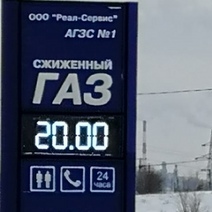 ООО "Реал-Сервис"
АГЗС №1
СЖИЖЕННЫЙ
ГАЗ
20.00
24
часа